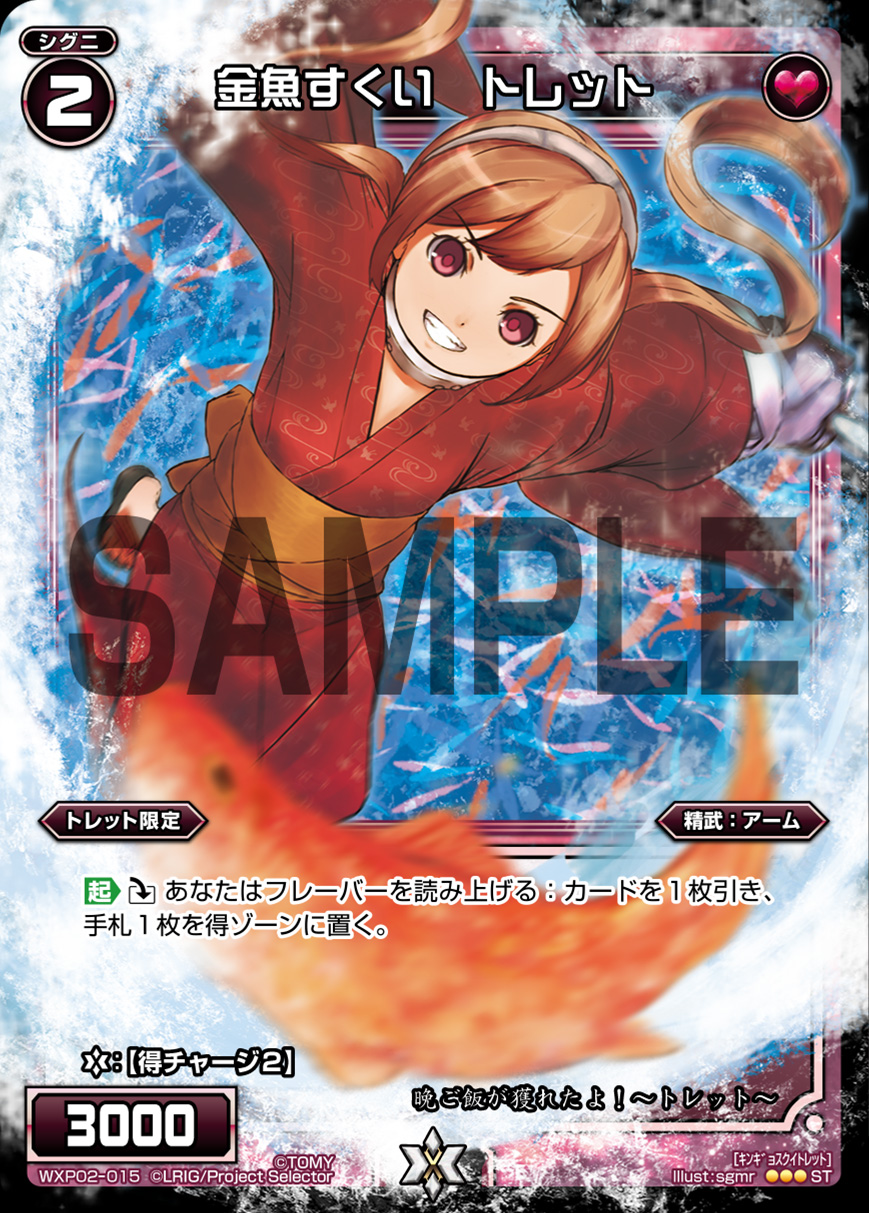 シグニ
2
金魚すくい　トレット
SAMPLE
トレット限定
精武：アーム
起 あなたはフレーバーを読み上げる：カードを１枚引き、
手札１枚を得ゾーンに置く。
:[得チャージ2]
晩ご飯が獲れたよ！～トレット～
3000
[ｷﾝｷﾞｮｽｸｲﾄﾚｯﾄ]
©TOMY
WXP02-015 ©LRIG/Project Selector
Illust:sgmr ST